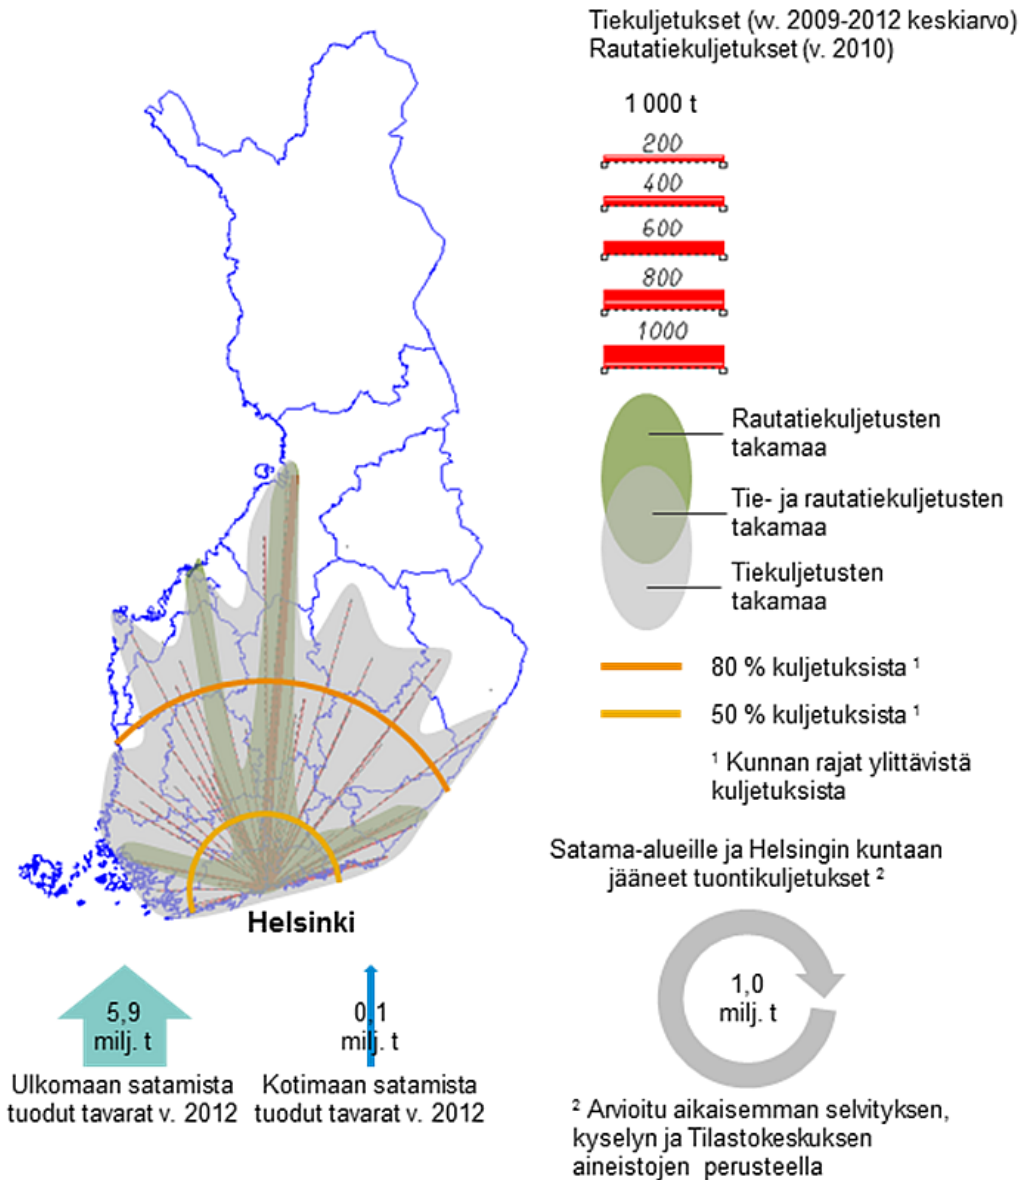 Tiekuljetukset (vv. 2009-2012 keskiarvo)
Rautatiekuljetukset (v. 2010)
1 000 t
200
400
600
800
1000
Rautatiekuljetusten
takamaa
Tie- ja rautatiekuljetusten
takamaa
Tiekuljetusten
takamaa
80 % kuljetuksista ¹
50 % kuljetuksista ¹
¹ Kunnan rajat ylittävistä
kuljetuksista
Satama-alueille ja Helsingin kuntaan
jääneet tuontikuljetukset ²
1,0
milj. t
² Arvioitu aikaisemman selvityksen,
kyselyn ja Tilastokeskuksen
aineistojen perusteella
Helsinki
5,9
milj. t
Ulkomaan satamista
tuodut tavarat v. 2012
0,1
milj. t
Kotimaan satamista
tuodut tavarat v. 2012